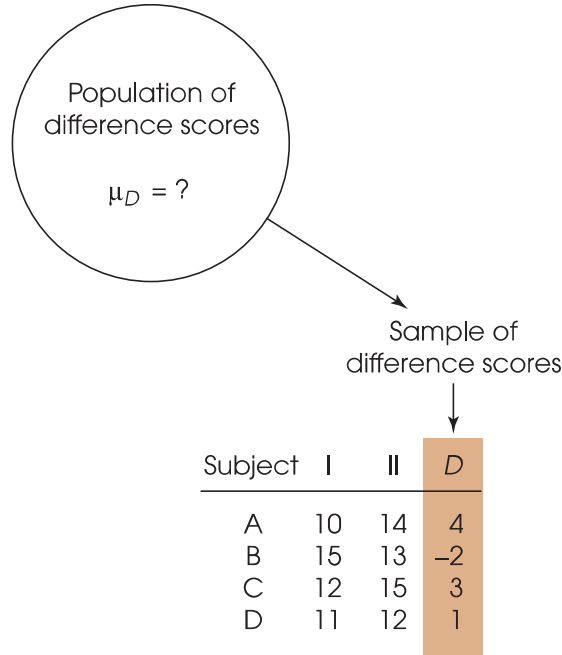 Population of
difference scores
μD = ?
Sample of
difference scores
Subject I II D
A 10 14 4
B 15 13 –2
C 12 15 3
D 11 12 1